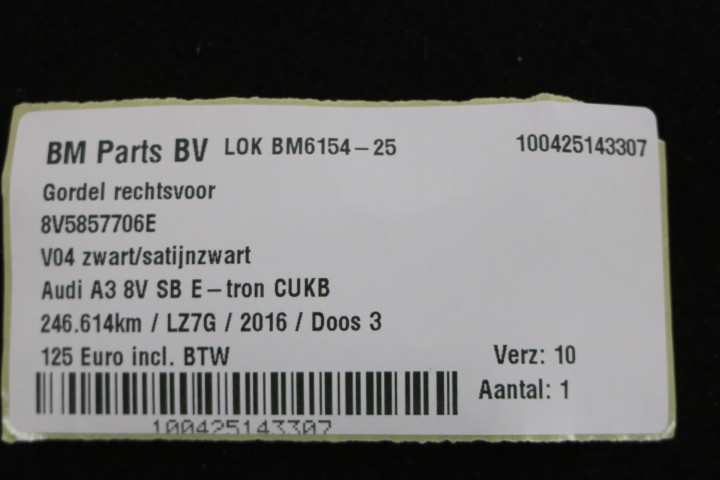 BM Parts BV LOK BM6154-25 100425143307
Gordel rechtsvoor
8V5857706E
V04 zwart/satijnzwart
Audi A3 8V SB E-tron CUKB
246.614km / LZ7G / 2016 / Doos 3
125 Euro incl. BTW Verz: 10
Aantal: 1
100425143307